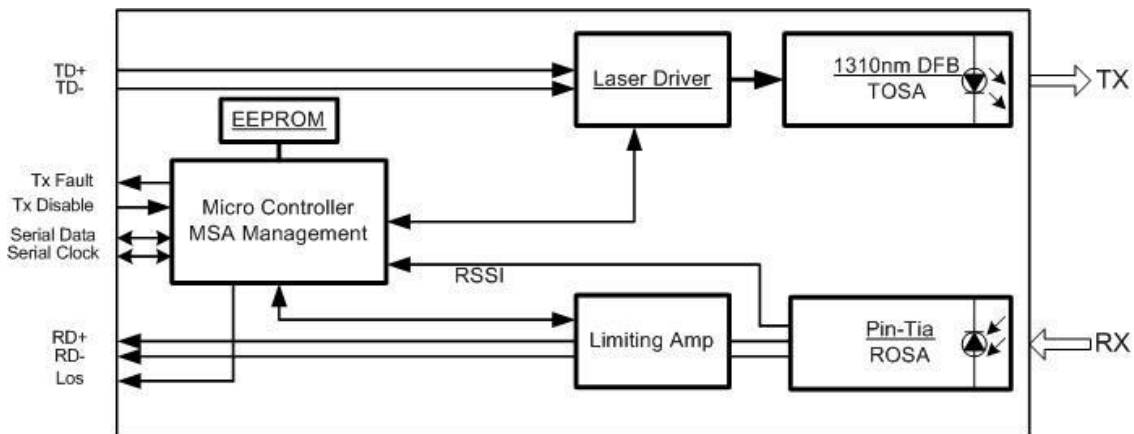 TD+
TD-
Laser Driver
1310nm DFB
TOSA
TX
EEPROM
Tx Fault
Tx Disable
Serial Data
Serial Clock
Micro Controller
MSA Management
RSSI
RD+
RD-
Los
Limiting Amp
Pin-Tia
ROSA
RX